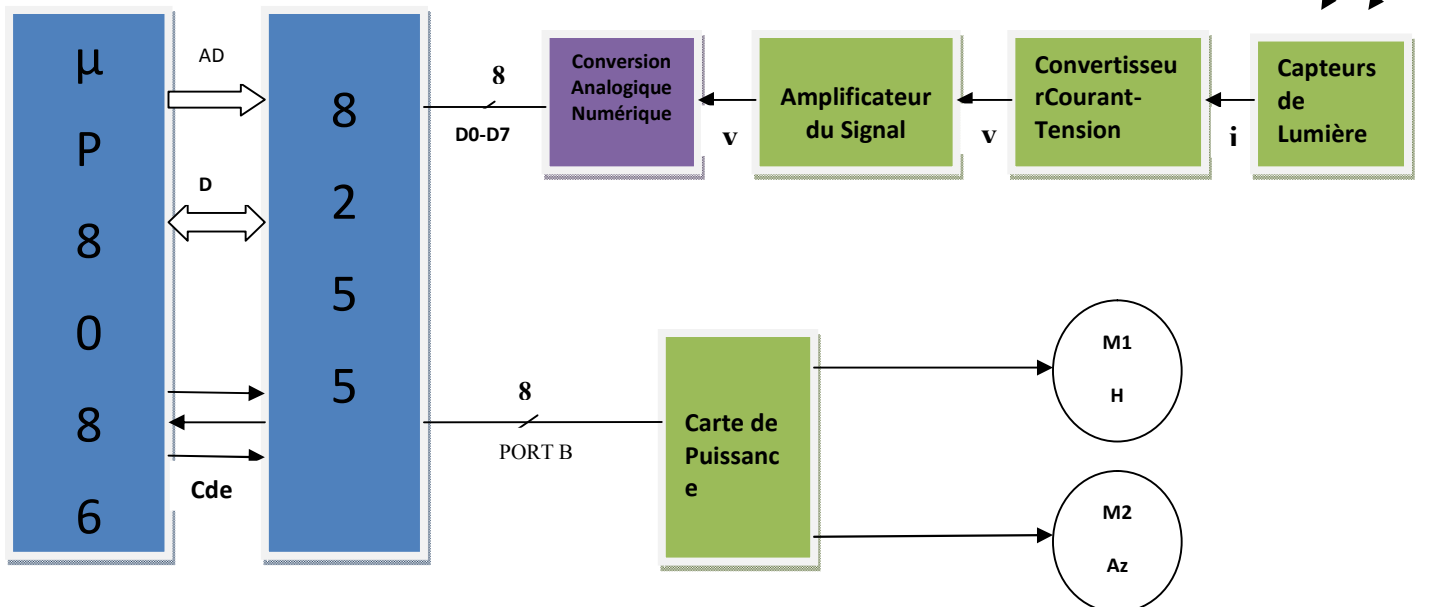 µ
P
8
0
8
6
AD
D
Cde
8
2
5
5
8
D0-D7
Conversion
Analogique
Numérique
v
Amplificateur
du Signal
v
Convertisseu
rCourant-
Tension
i
Capteurs
de
Lumière
8
PORT B
Carte de
Puissanc
e
M1
H
M2
Az